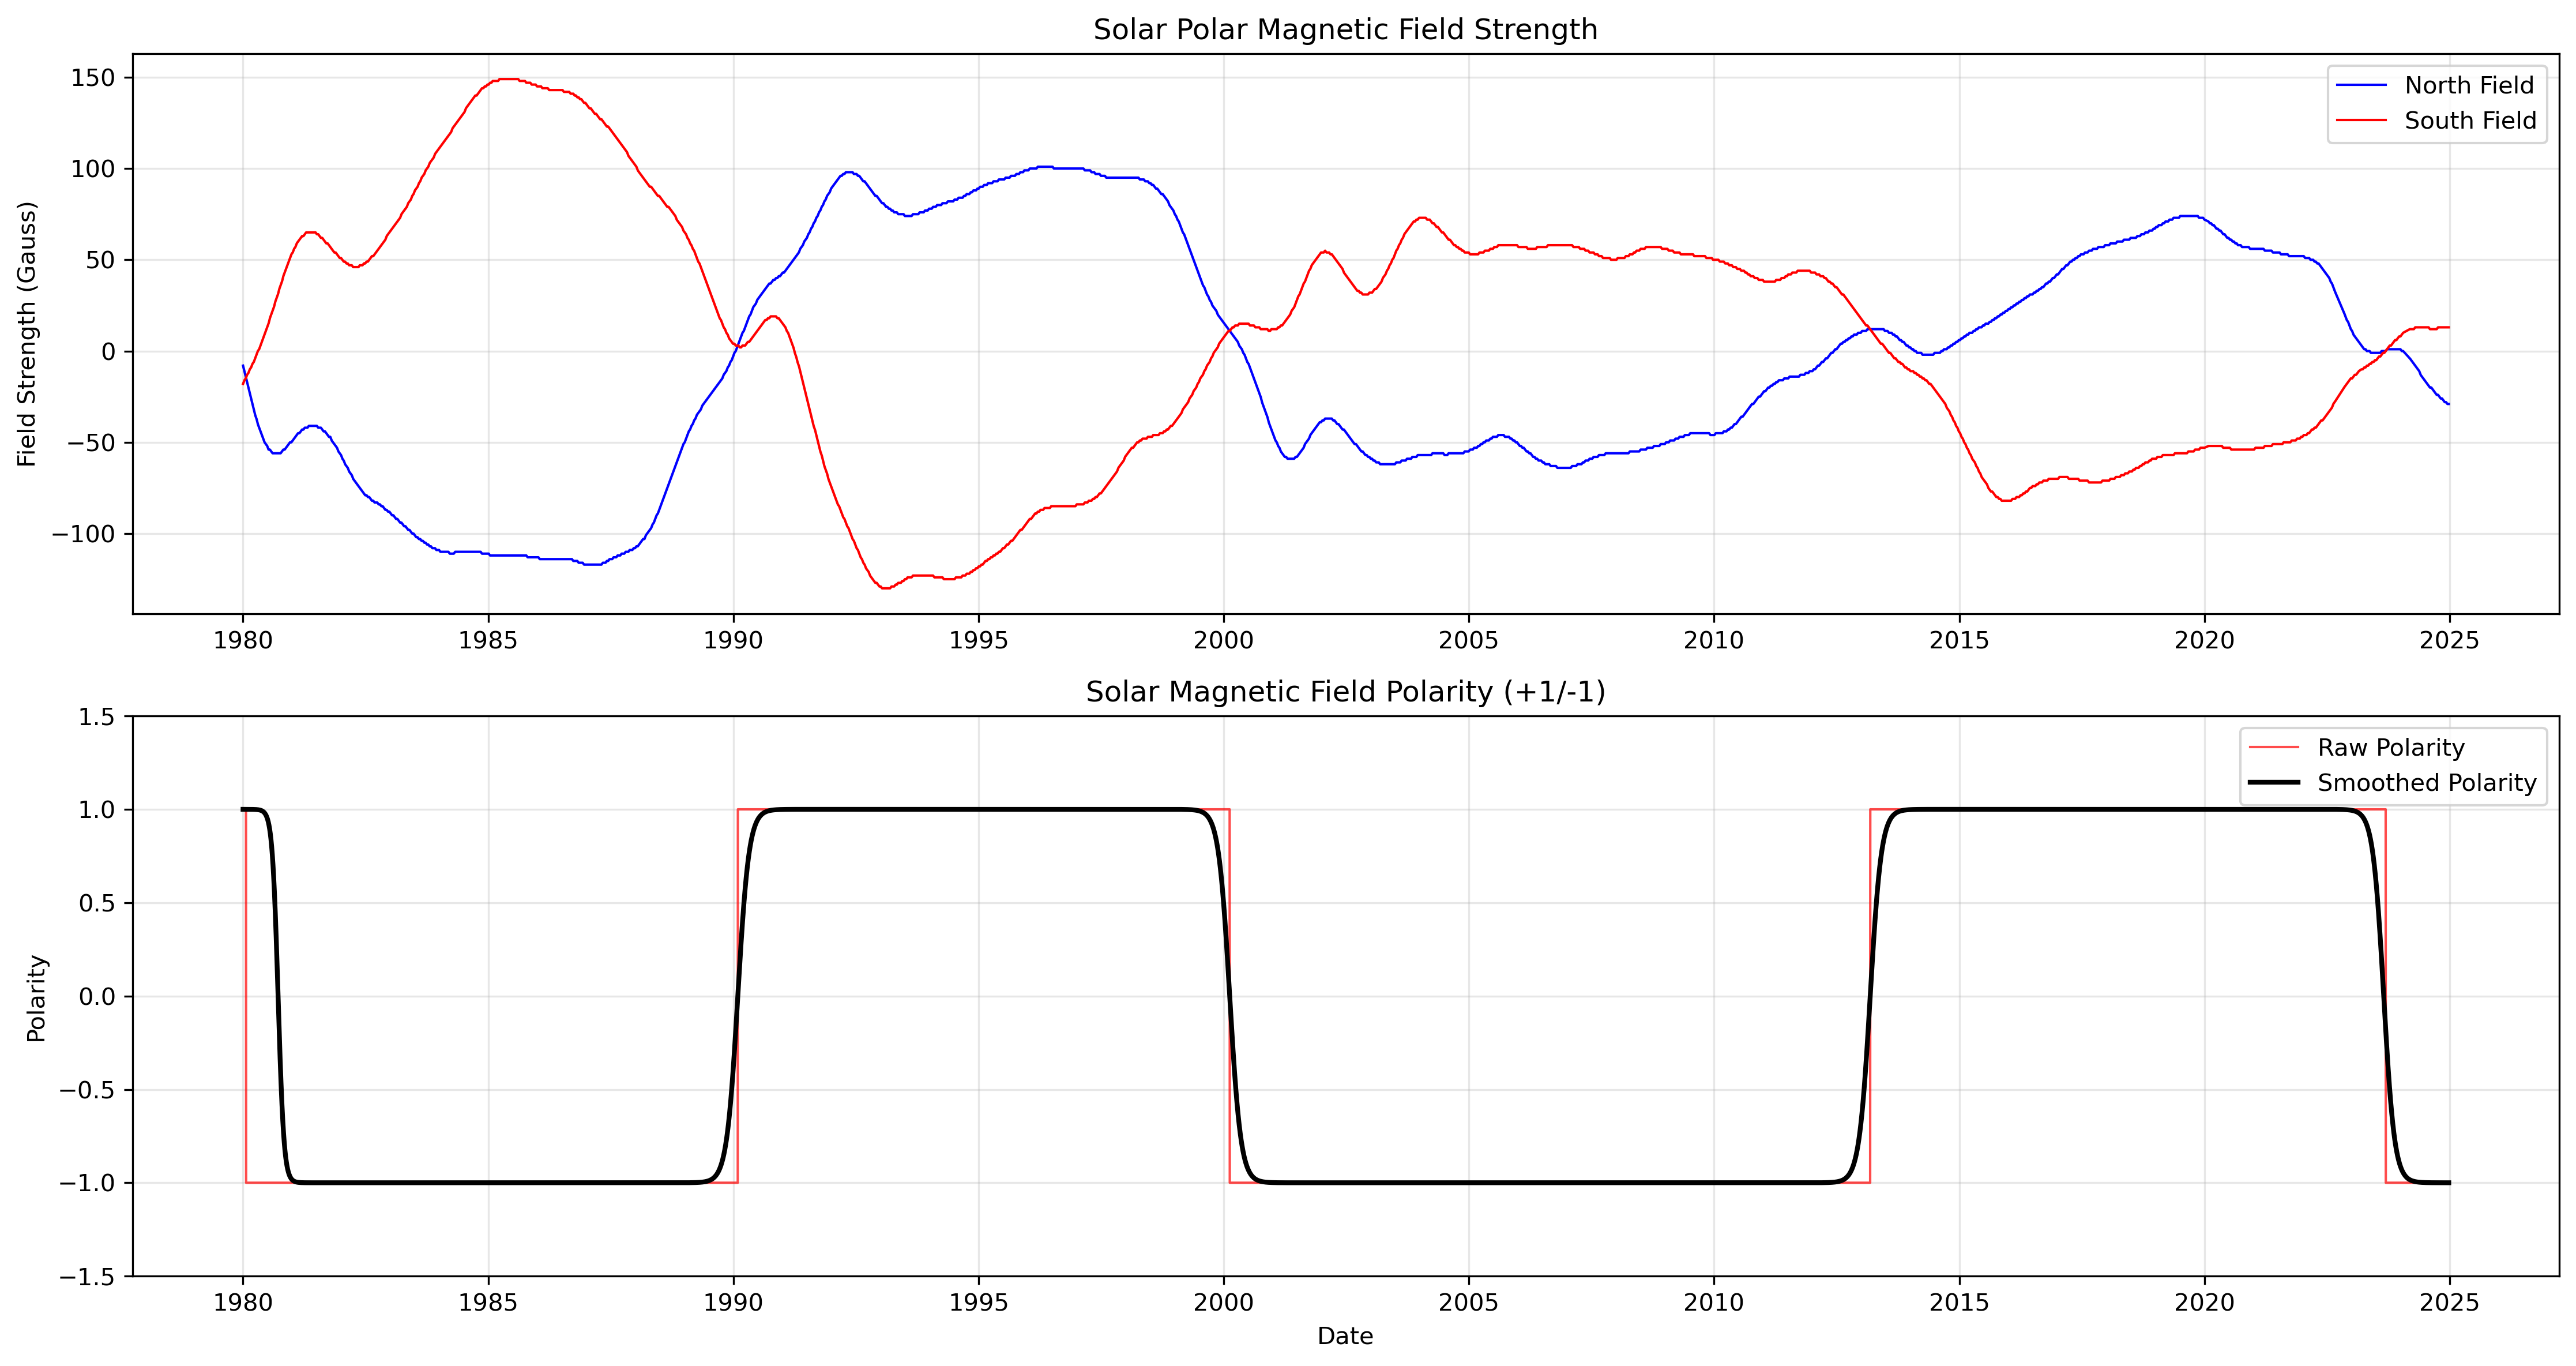 Solar Polar Magnetic Field Strength
Field Strength (Gauss)
150
100
50
0
−50
−100
North Field
South Field
1980 1985 1990 1995 2000 2005 2010 2015 2020 2025
Solar Magnetic Field Polarity (+1/-1)
Polarity
1.5
1.0
0.5
0.0
−0.5
−1.0
−1.5
Raw Polarity
Smoothed Polarity
1980 1985 1990 1995 2000 2005 2010 2015 2020 2025
Date